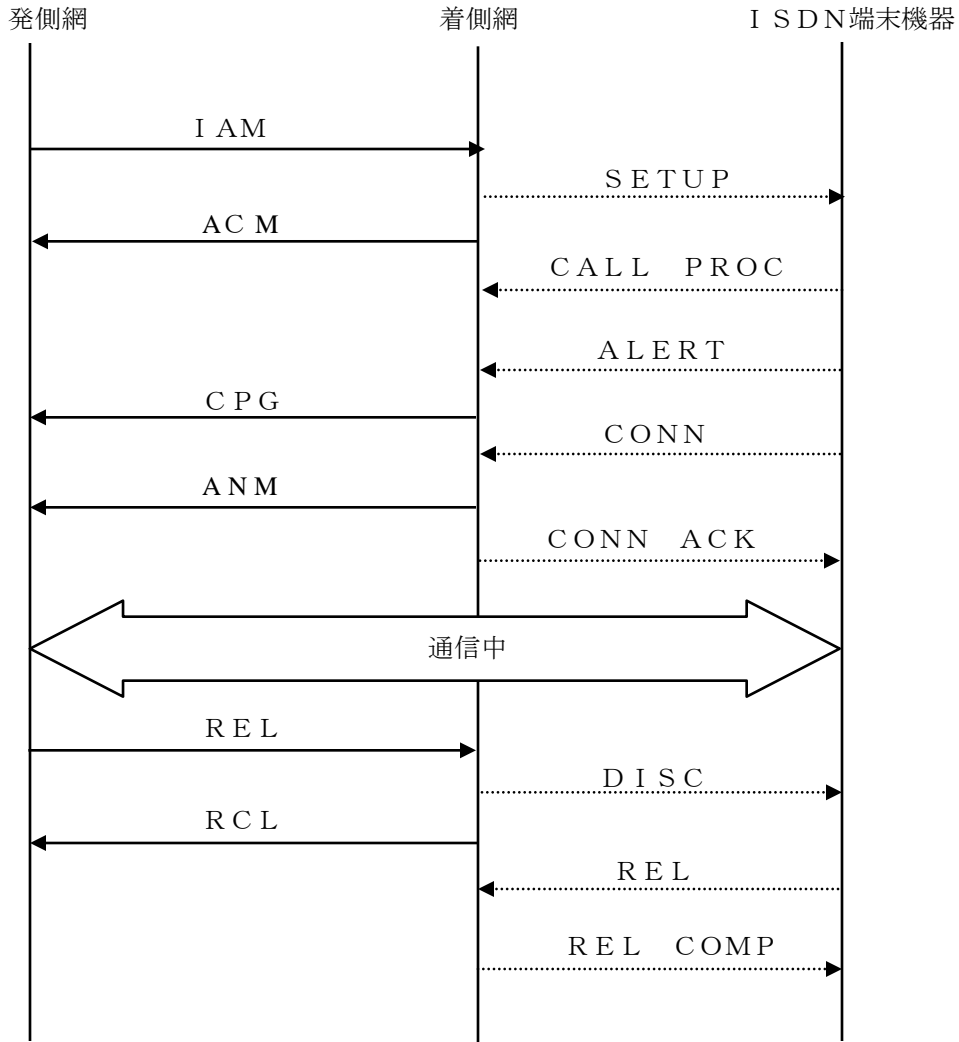 発側網
着側網
ＩＳＤＮ端末機器
ＩＡＭ
ＳＥＴＵＰ
ＡＣＭ
ＣＡＬＬ　ＰＲＯＣ
ＡＬＥＲＴ
ＣＰＧ
ＣＯＮＮ
ＡＮＭ
ＣＯＮＮ　ＡＣＫ
通信中
ＲＥＬ
ＤＩＳＣ
ＲＣＬ
ＲＥＬ
ＲＥＬ　ＣＯＭＰ